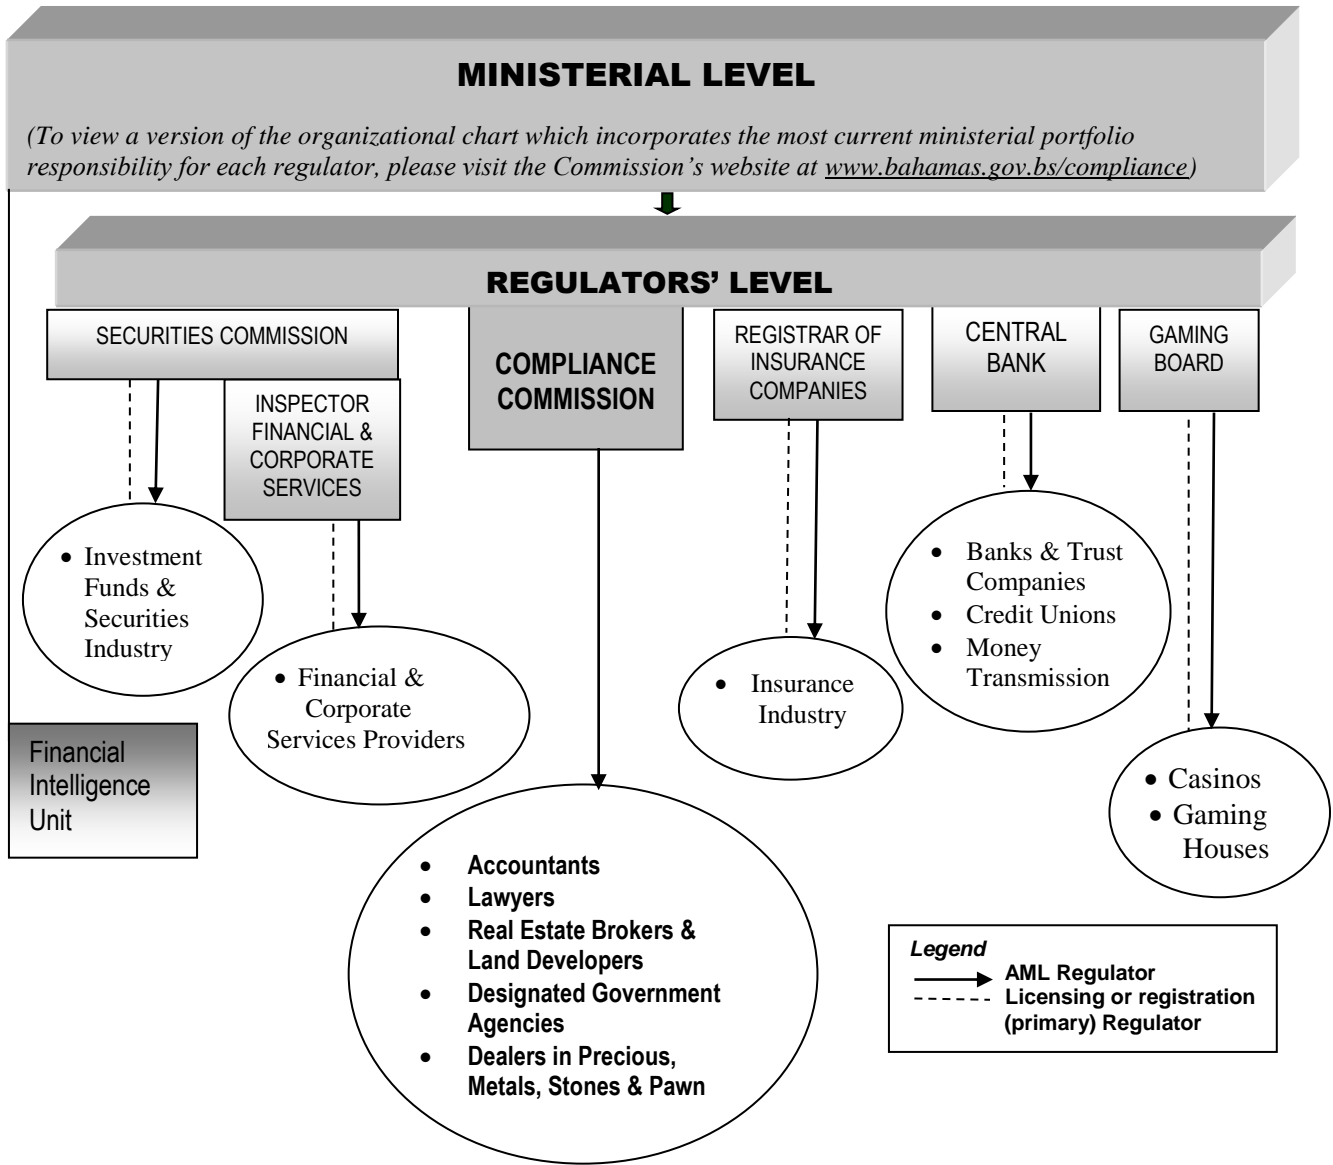 MINISTERIAL LEVEL
(To view a version of the organizational chart which incorporates the most current ministerial portfolio
responsibility for each regulator, please visit the Commission’s website at www.bahamas.gov.bs/compliance)
REGULATORS’ LEVEL
SECURITIES COMMISSION
INSPECTOR
FINANCIAL &
CORPORATE
SERVICES
COMPLIANCE
COMMISSION
REGISTRAR OF
INSURANCE
COMPANIES
CENTRAL
BANK
GAMING
BOARD
• Investment
Funds &
Securities
Industry
• Financial &
Corporate
Services Providers
• Insurance
Industry
• Banks & Trust
Companies
• Credit Unions
• Money
Transmission
• Casinos
• Gaming
Houses
Financial
Intelligence
Unit
• Accountants
• Lawyers
• Real Estate Brokers &
Land Developers
• Designated Government
Agencies
• Dealers in Precious,
Metals, Stones & Pawn
Legend
AML Regulator
Licensing or registration
(primary) Regulator